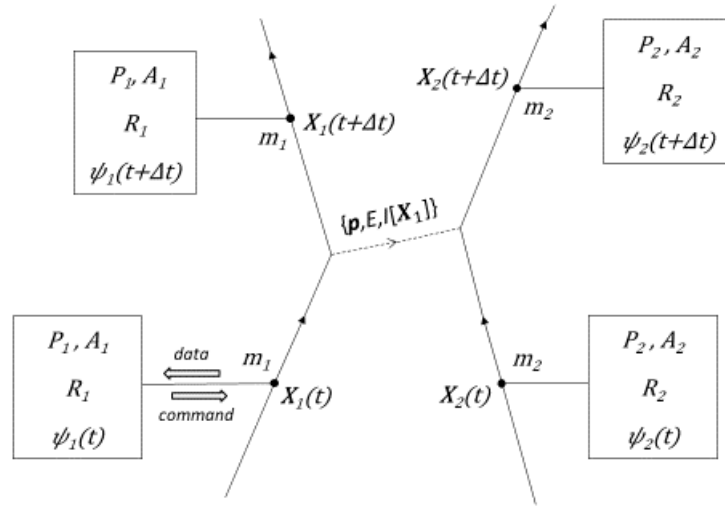 P₁, A₁
R₁
ψ₁(t+Δt)
m₁
X₁(t+Δt)
X₂(t+Δt)
m₂
P₂, A₂
R₂
ψ₂(t+Δt)
{p,E,I[X₁]}
P₁, A₁
R₁
ψ₁(t)
data
command
m₁
X₁(t)
X₂(t)
m₂
P₂, A₂
R₂
ψ₂(t)